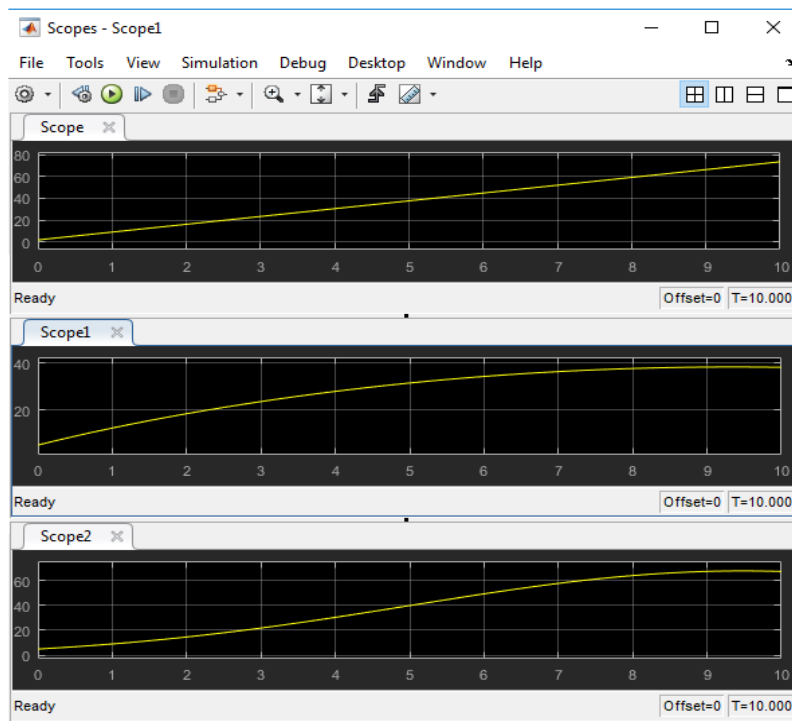 Scopes - Scope1
File Tools View Simulation Debug Desktop Window Help
Scope
80
60
40
20
0
0 1 2 3 4 5 6 7 8 9 10
Ready Offset=0 T=10.000
Scope1
40
20
0 1 2 3 4 5 6 7 8 9 10
Ready Offset=0 T=10.000
Scope2
60
40
20
0
0 1 2 3 4 5 6 7 8 9 10
Ready Offset=0 T=10.000